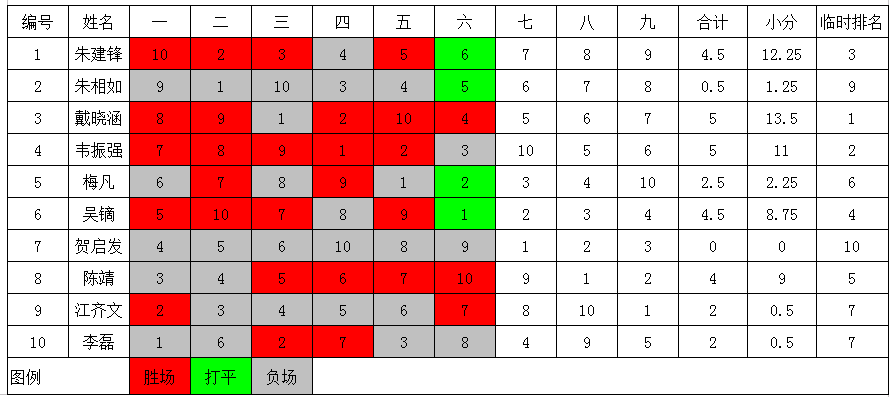 编号 姓名 一 二 三 四 五 六 七 八 九 合计 小分 临时排名
1 朱建锋 10 2 3 4 5 6 7 8 9 4.5 12.25 3
2 朱相如 9 1 10 3 4 5 6 7 8 0.5 1.25 9
3 戴晓涵 8 9 1 2 10 4 5 6 7 5 13.5 1
4 韦振强 7 8 9 1 2 3 10 5 6 5 11 2
5 梅凡 6 7 8 9 1 2 3 4 10 2.5 2.25 6
6 吴镝 5 10 7 8 9 1 2 3 4 4.5 8.75 4
7 贺启发 4 5 6 10 8 9 1 2 3 0 0 10
8 陈靖 3 4 5 6 7 10 9 1 2 4 9 5
9 江齐文 2 3 4 5 6 7 8 10 1 2 0.5 7
10 李磊 1 6 2 7 3 8 4 9 5 2 0.5 7
图例 胜场 打平 负场